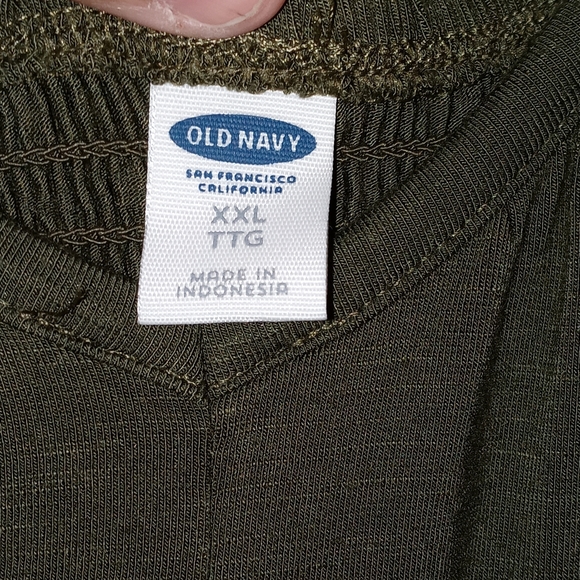 OLD NAVY
SAN FRANCISCO
CALIFORNIA
XXL
TTG
MADE IN
INDONESIA